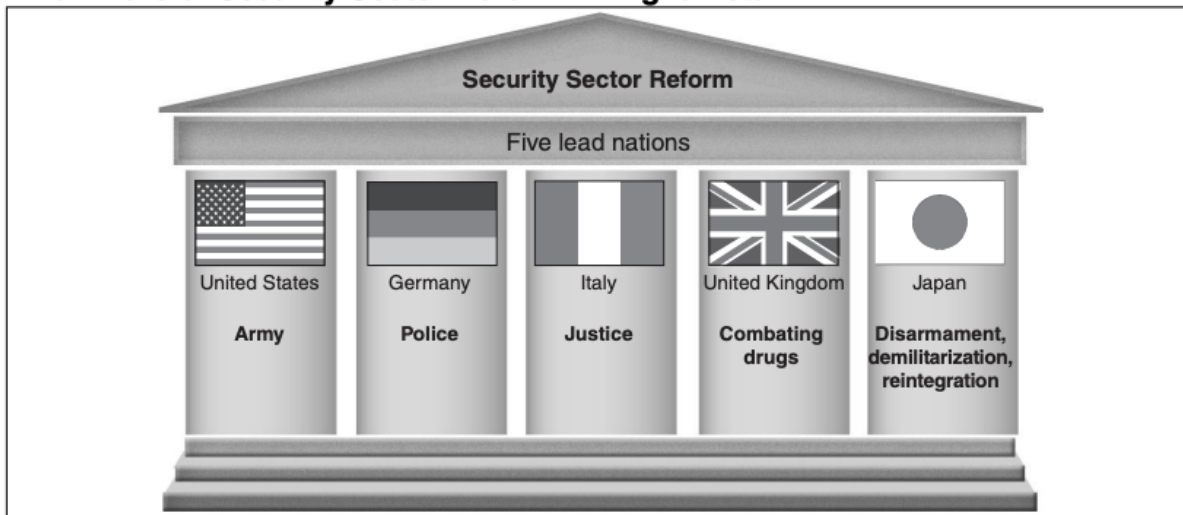 Security Sector Reform
Five lead nations
United States
Germany
Italy
United Kingdom
Japan
Army
Police
Justice
Combating
drugs
Disarmament,
demilitarization,
reintegration